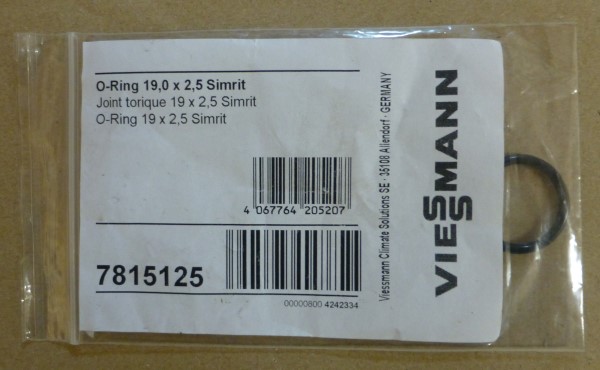 O-Ring 19,0 x 2,5 Simrit
Joint torique 19 x 2,5 Simrit
O-Ring 19 x 2,5 Simrit
4 067764 205207
7815125
00000800 4242334
Viessmann Climate Solutions SE · 35108 Allendorf · GERMANY
VIESSMANN